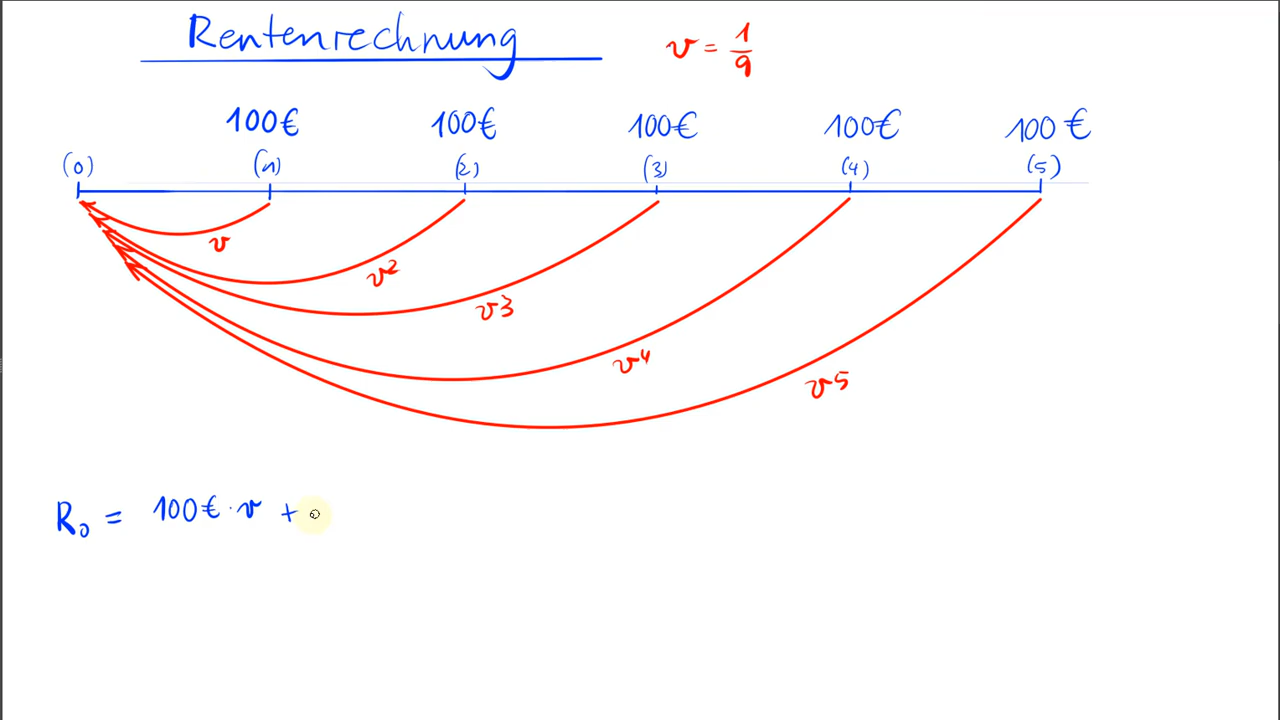 Rentenrechnung
v = 1/q
100€ 100€ 100€ 100€ 100€
(0) (1) (2) (3) (4) (5)
v
v²
v3
v⁴
v5
R₀ = 100€ · v +